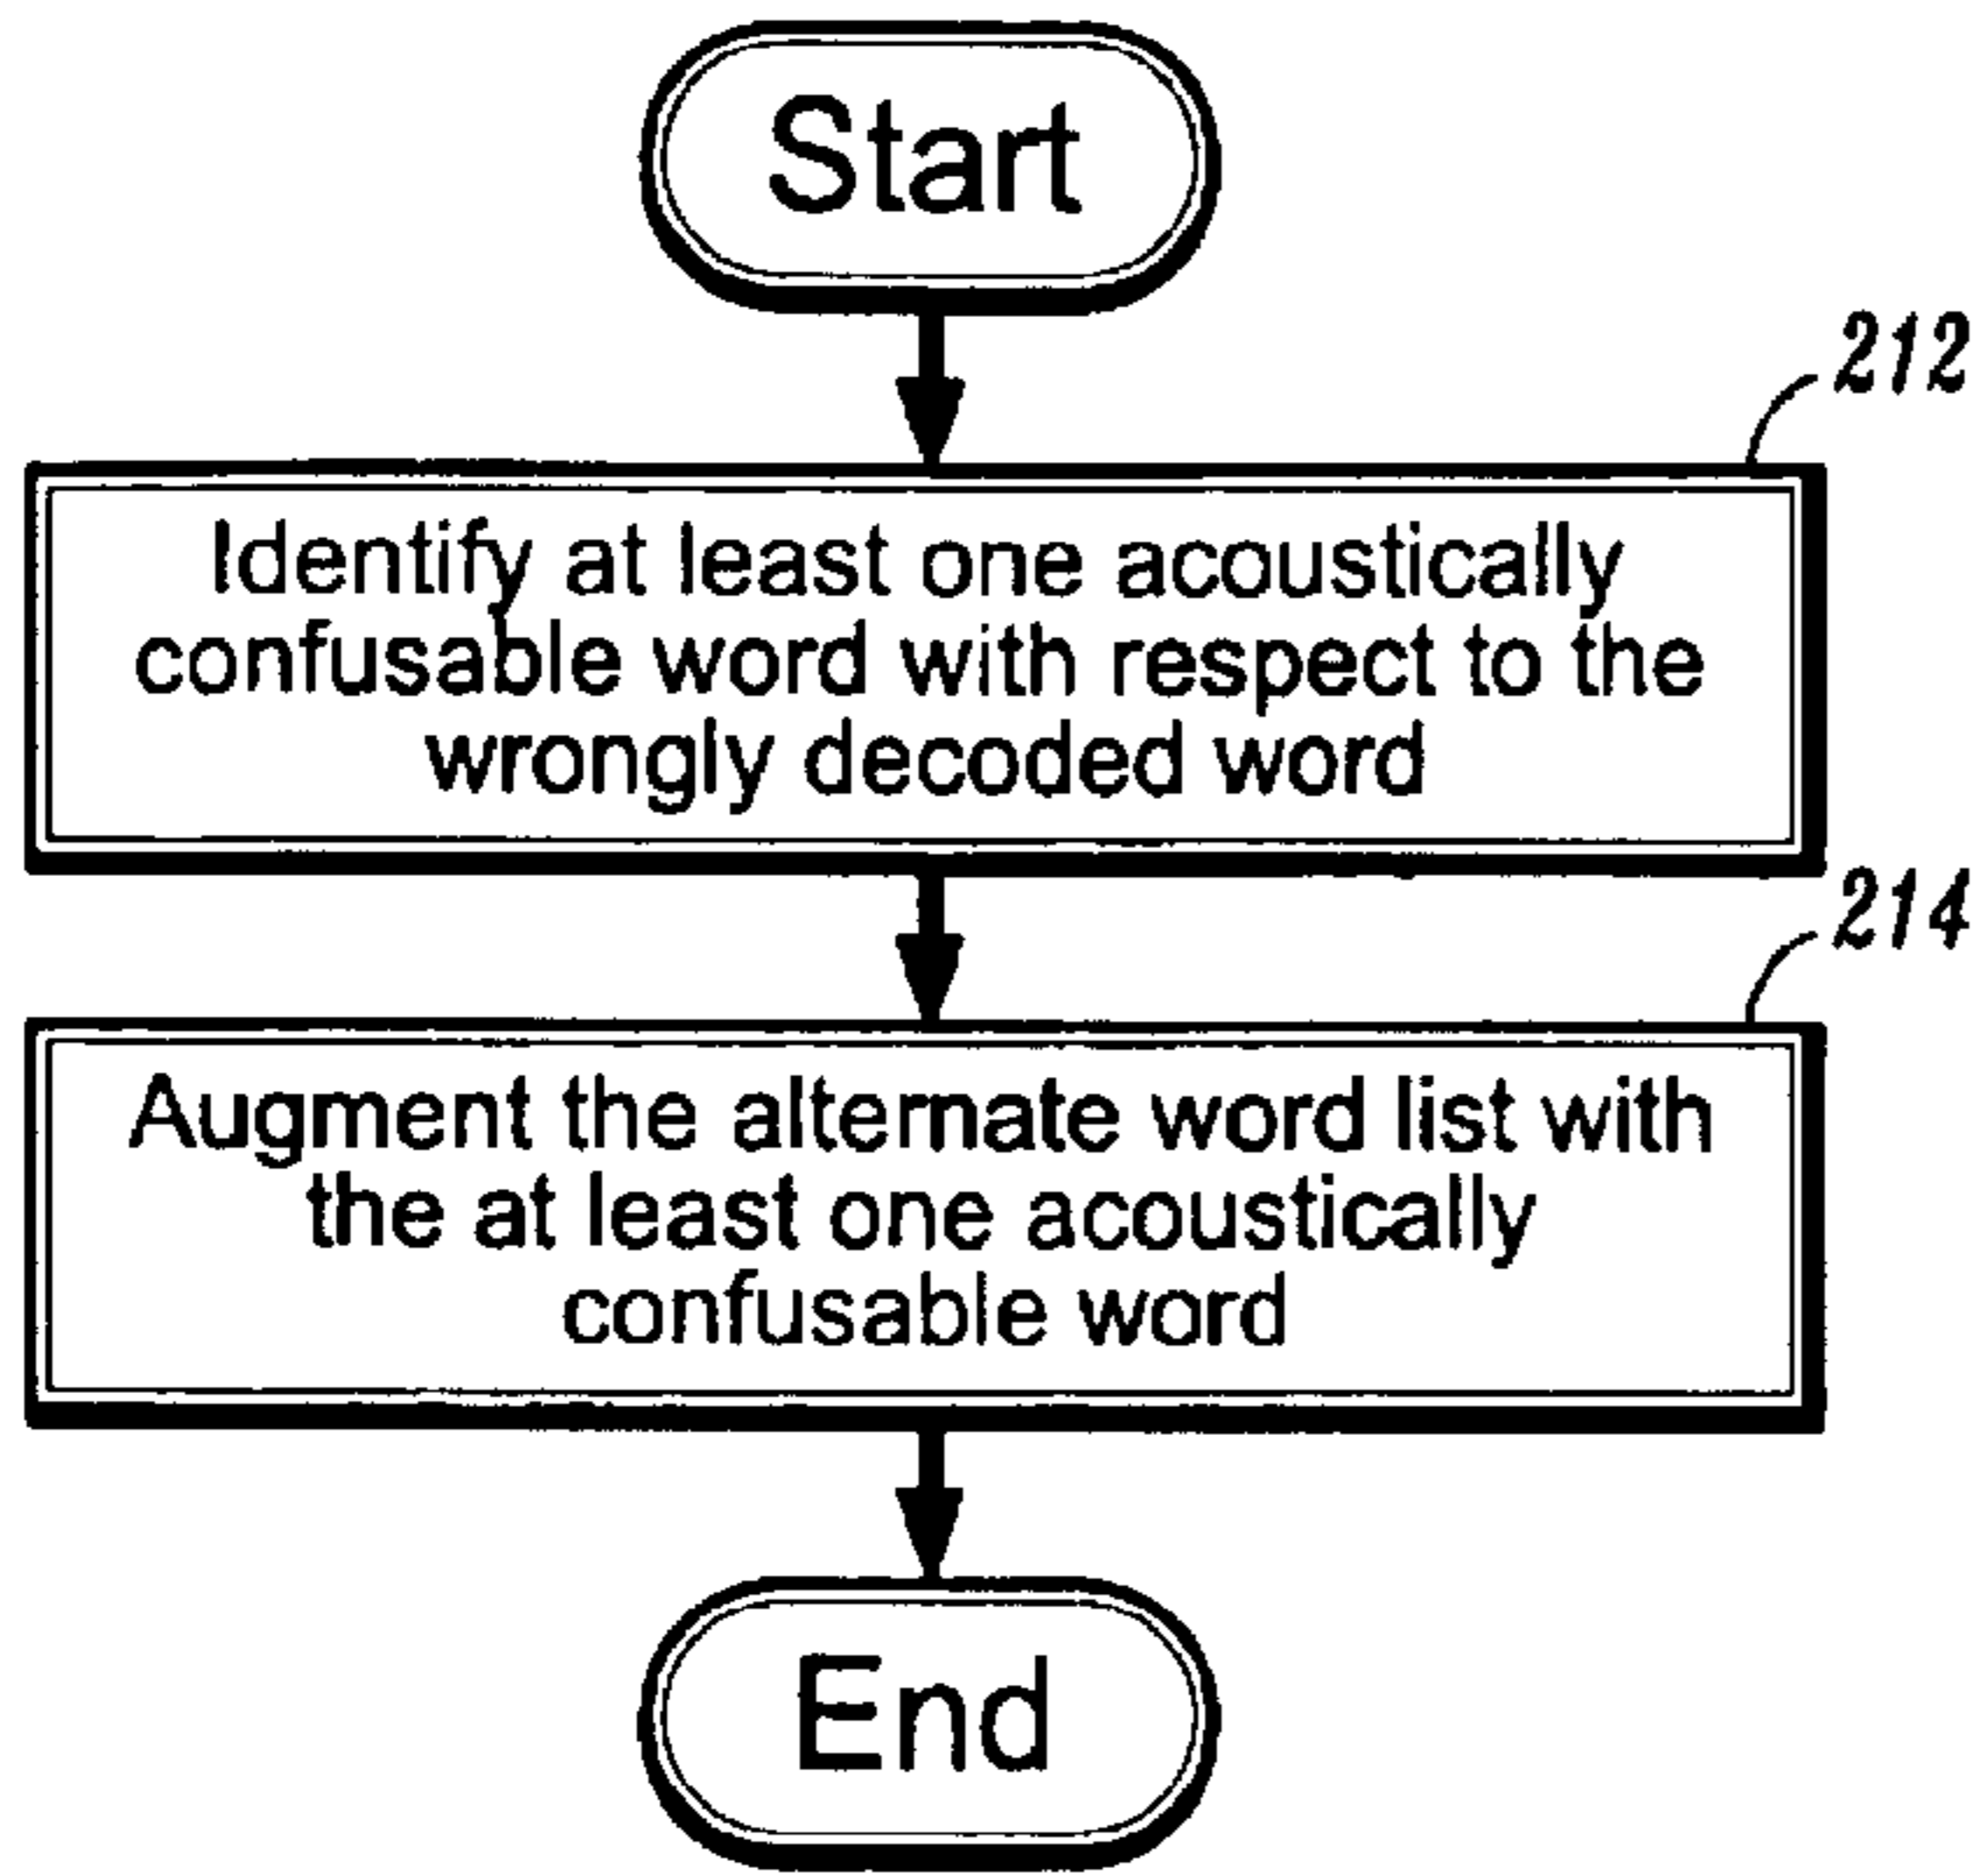 Start
212
Identify at least one acoustically
confusable word with respect to the
wrongly decoded word
214
Augment the alternate word list with
the at least one acoustically
confusable word
End